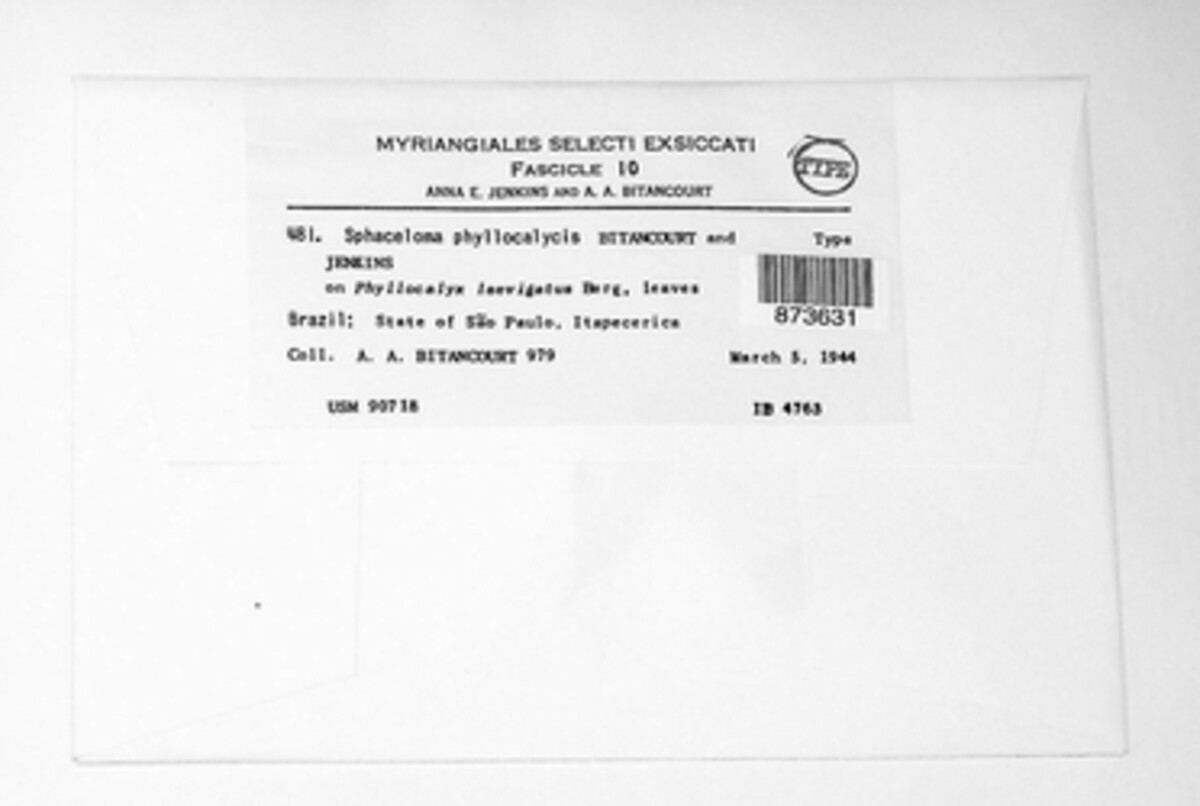 MYRIANGIALES SELECTI EXSICCATI
FASCICLE 10
ANNA E. JENKINS AND A. A. BITANCOURT
TYPE
481. Sphaceloma phyllocalycis BITANCOURT and Type
JENKINS
on Phyllocalyx laevigatus Berg, leaves
873631
Brazil; State of São Paulo, Itapecerica
Coll. A. A. BITANCOURT 979 March 5, 1944
USM 90718 IB 4763